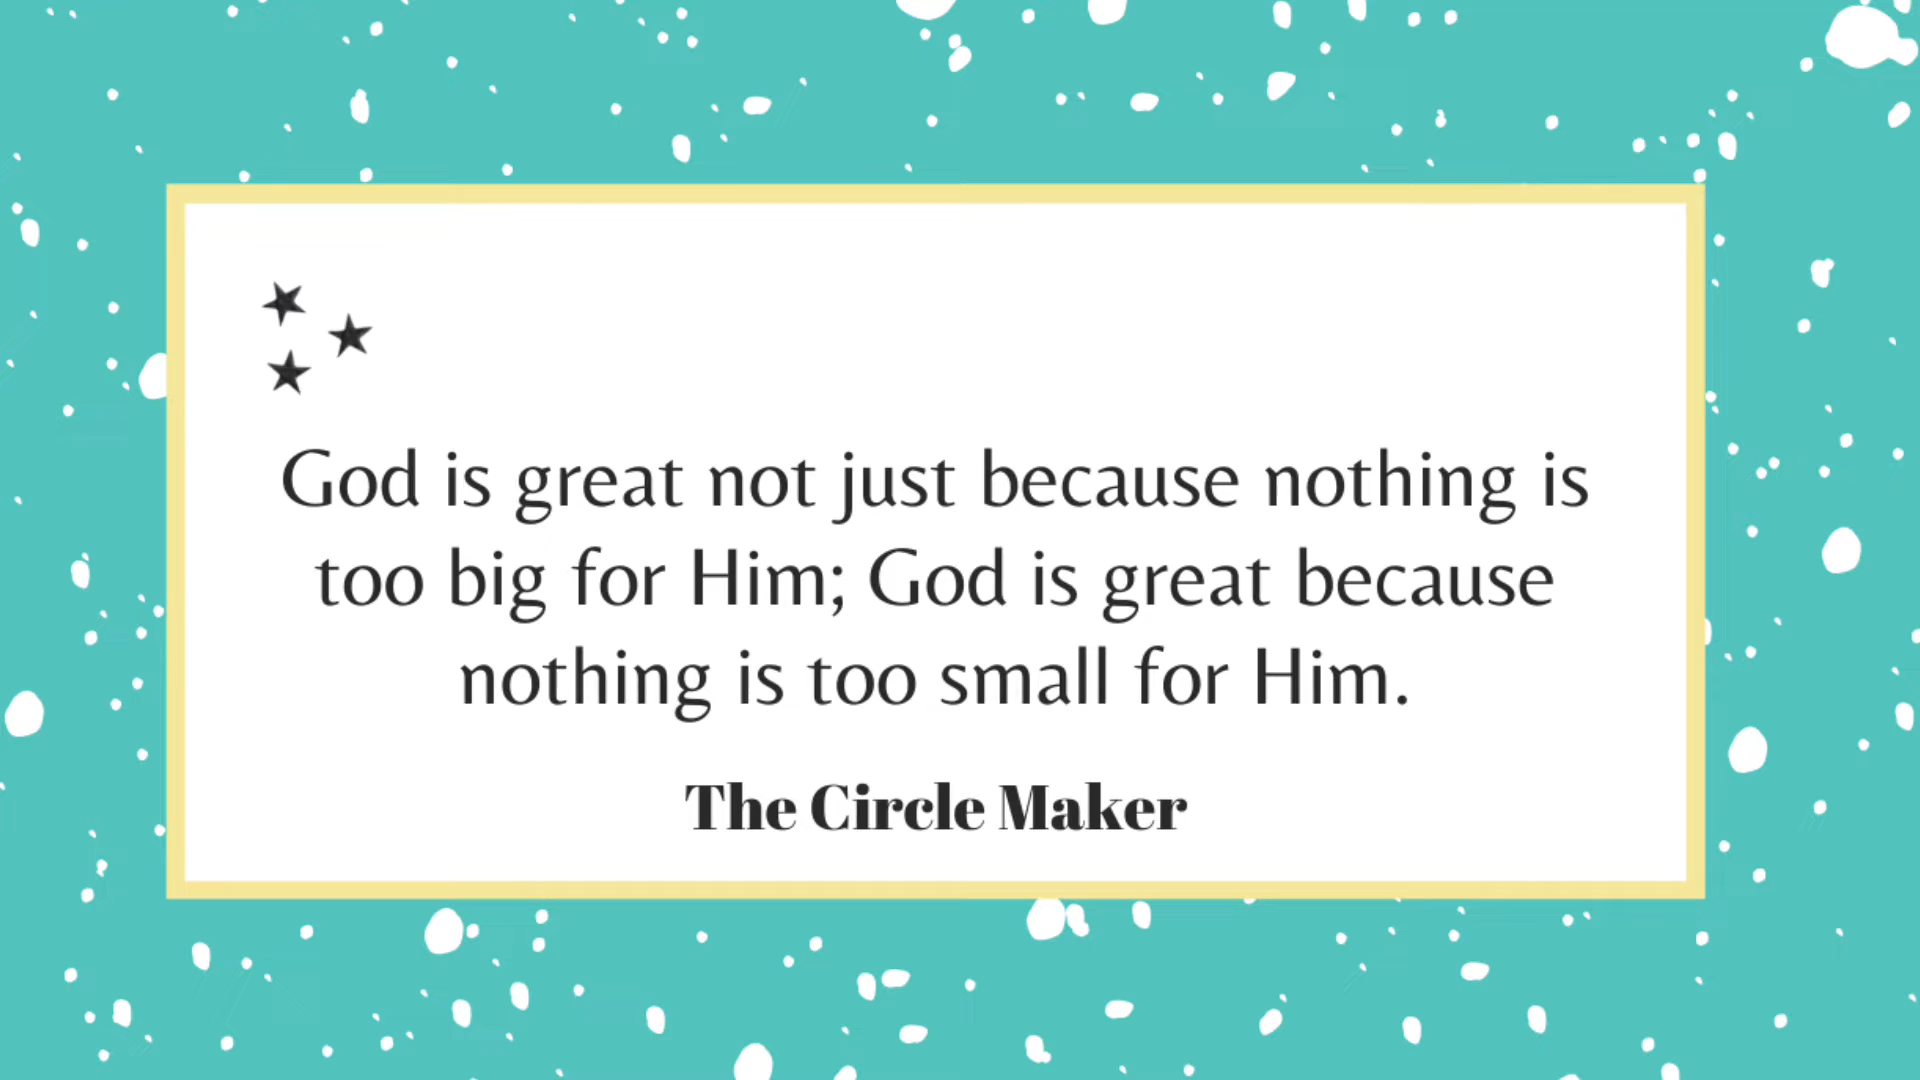 God is great not just because nothing is
too big for Him; God is great because
nothing is too small for Him.
The Circle Maker